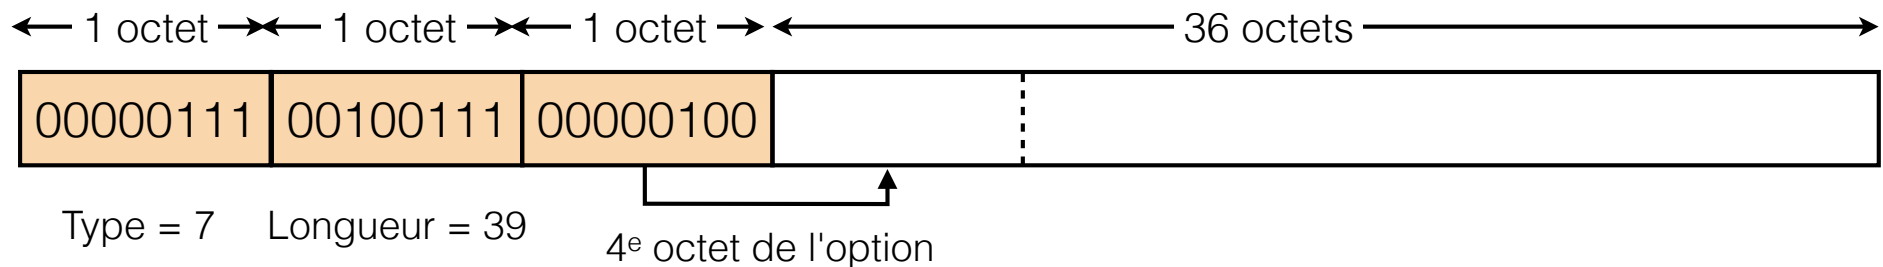 1 octet 1 octet 1 octet 36 octets
00000111 00100111 00000100
Type = 7 Longueur = 39
4e octet de l'option